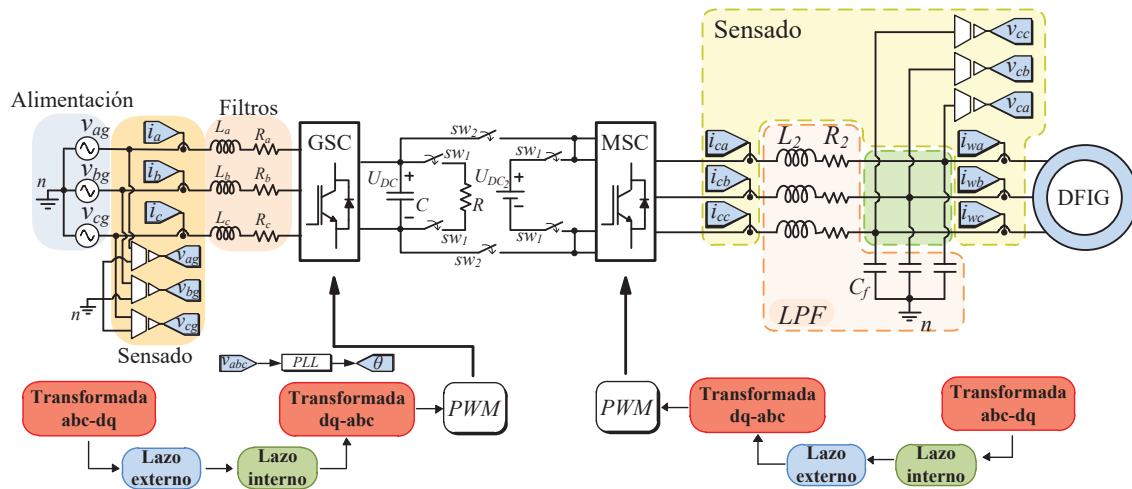 Sensado
v_cc
v_cb
v_ca
Alimentación
Filtros
v_ag
i_a
L_a
R_a
GSC
sw_2
sw_1
sw_1
MSC
i_ca
L_2
R_2
i_wa
n
v_bg
i_b
L_b
R_b
U_DC
+
C
−
R
U_DC2
+
−
i_cb
i_wb
DFIG
v_cg
i_c
L_c
R_c
sw_1
sw_1
sw_2
i_cc
i_wc
v_ag
v_bg
v_cg
n
Sensado
C_f
n
LPF
v_abc
PLL
θ
Transformada
abc-dq
Transformada
dq-abc
PWM
PWM
Transformada
dq-abc
Transformada
abc-dq
Lazo
externo
Lazo
interno
Lazo
externo
Lazo
interno